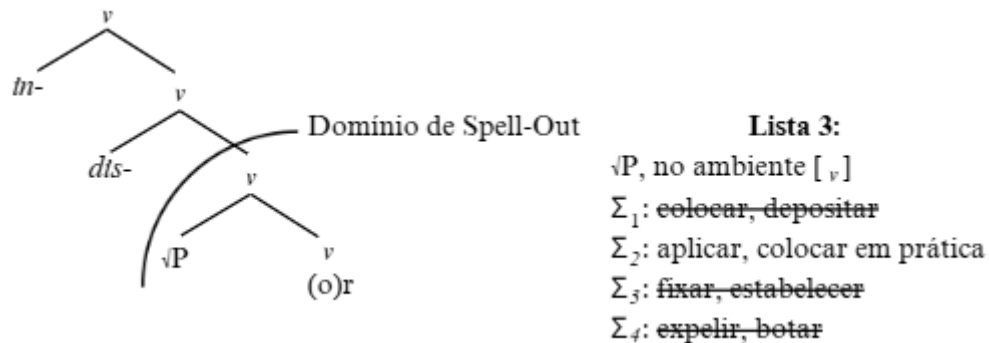 v
in-
v
dis-
v
√P
v
(o)r
Domínio de Spell-Out
Lista 3:
√P, no ambiente [ v ]
Σ1: colocar, depositar
Σ2: aplicar, colocar em prática
Σ3: fixar, estabelecer
Σ4: expelir, botar